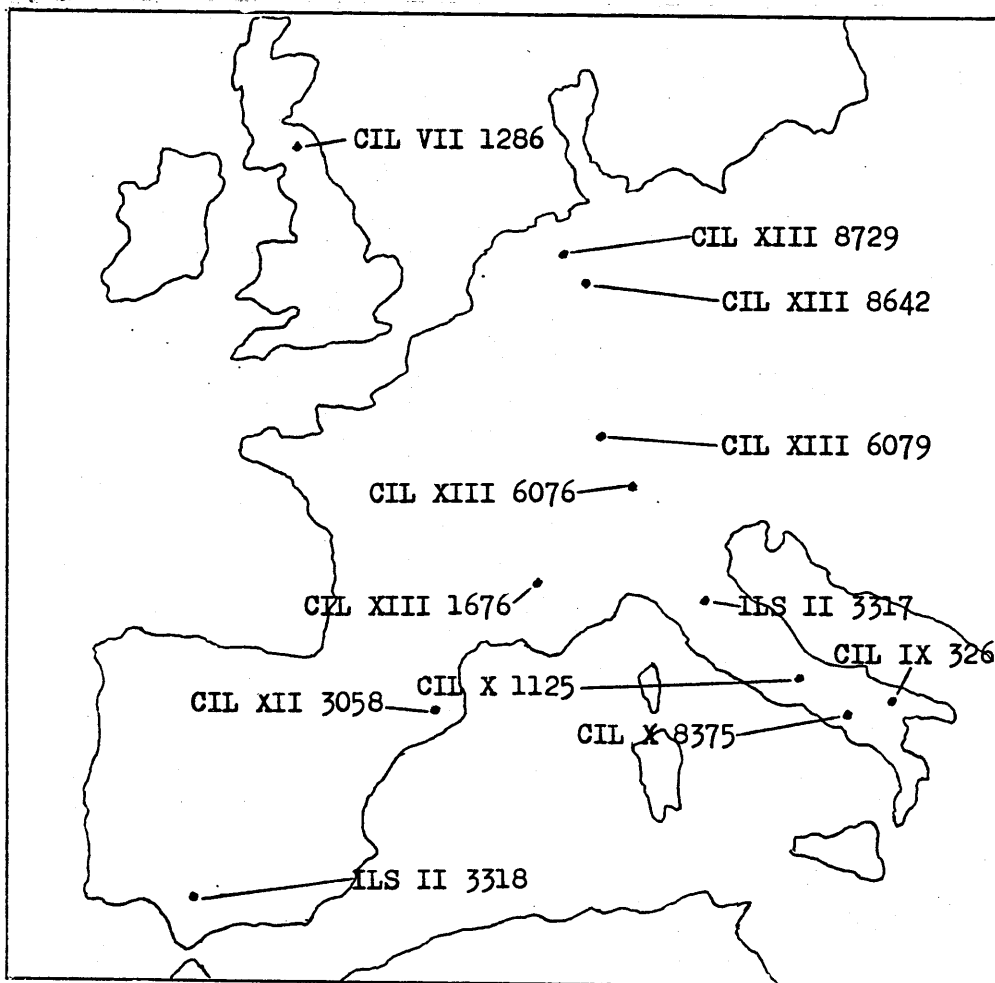 CIL VII 1286
CIL XIII 8729
CIL XIII 8642
CIL XIII 6079
CIL XIII 6076
CIL XIII 1676
ILS II 3317
CIL IX 326
CIL X 1125
CIL XII 3058
CIL X 8375
ILS II 3318